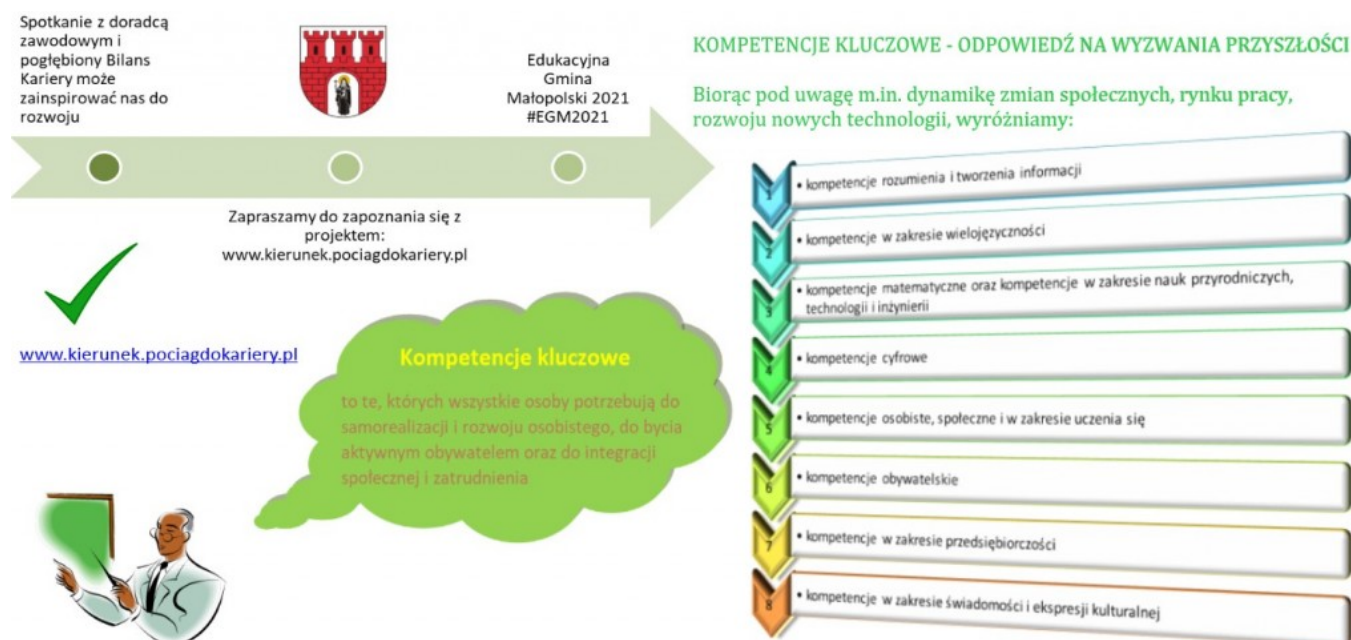 Spotkanie z doradcą
zawodowym i
pogłębiony Bilans
Kariery może
zainspirować nas do
rozwoju
Edukacyjna
Gmina
Małopolski 2021
#EGM2021
Zapraszamy do zapoznania się z
projektem:
www.kierunek.pociagdokariery.pl
www.kierunek.pociagdokariery.pl
Kompetencje kluczowe
to te, których wszystkie osoby potrzebują do
samorealizacji i rozwoju osobistego, do bycia
aktywnym obywatelem oraz do integracji
społecznej i zatrudnienia
KOMPETENCJE KLUCZOWE - ODPOWIEDŹ NA WYZWANIA PRZYSZŁOŚCI
Biorąc pod uwagę m.in. dynamikę zmian społecznych, rynku pracy,
rozwoju nowych technologii, wyróżniamy:
1 • kompetencje rozumienia i tworzenia informacji
2 • kompetencje w zakresie wielojęzyczności
3 • kompetencje matematyczne oraz kompetencje w zakresie nauk przyrodniczych,
technologii i inżynierii
4 • kompetencje cyfrowe
5 • kompetencje osobiste, społeczne i w zakresie uczenia się
6 • kompetencje obywatelskie
7 • kompetencje w zakresie przedsiębiorczości
8 • kompetencje w zakresie świadomości i ekspresji kulturalnej